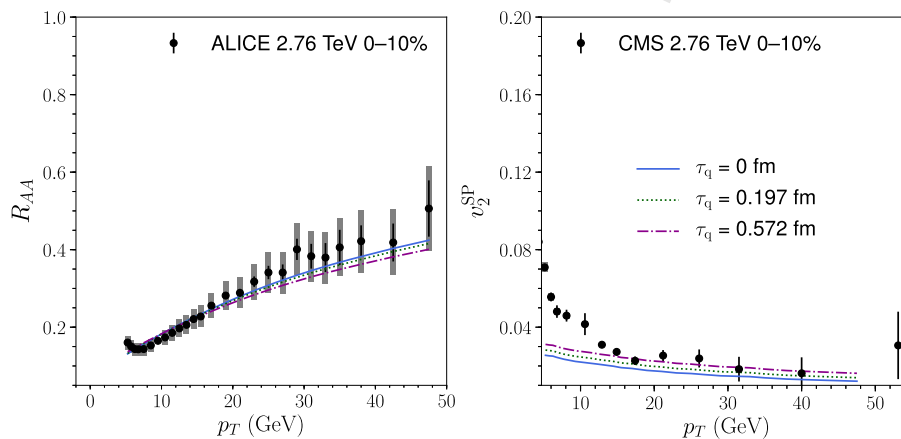 1.0
0.8
0.6
0.4
0.2
R_AA
0
10
20
30
40
50
p_T (GeV)
ALICE 2.76 TeV 0–10%
0.20
0.16
0.12
0.08
0.04
v_2^SP
10
20
30
40
50
p_T (GeV)
CMS 2.76 TeV 0–10%
τ_q = 0 fm
τ_q = 0.197 fm
τ_q = 0.572 fm